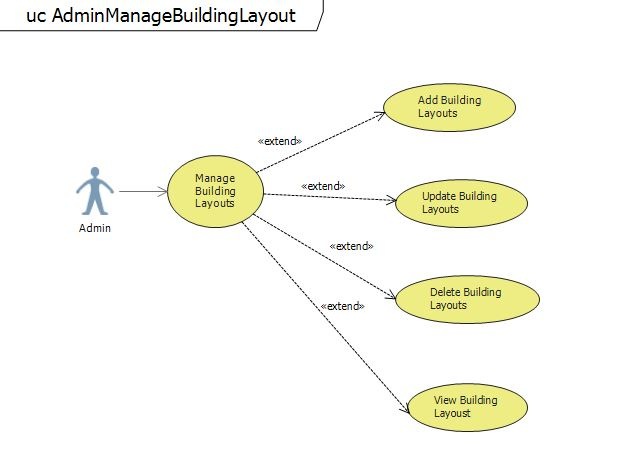 uc AdminManageBuildingLayout
Add Building
Layouts
«extend»
Manage
Building
Layouts
«extend»
Update Building
Layouts
Admin
«extend»
Delete Building
Layouts
«extend»
View Building
Layoust